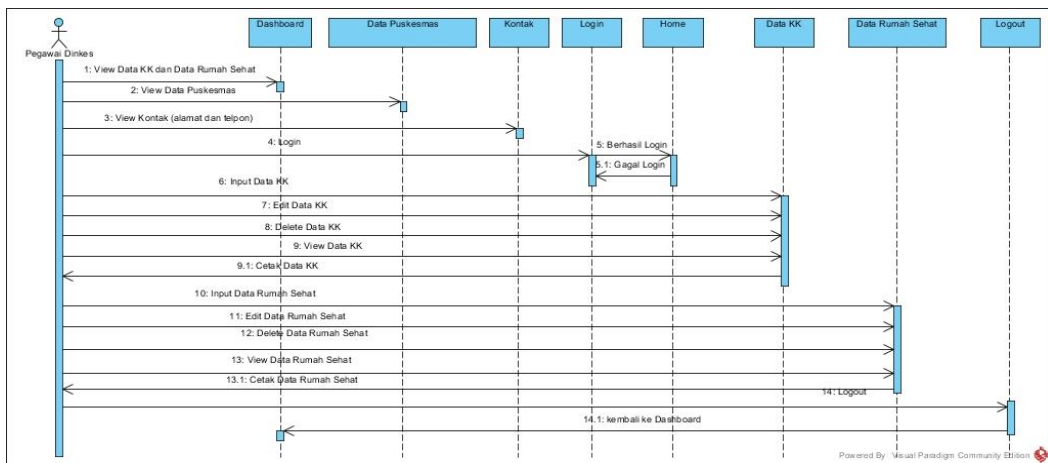 Pegawai Dinkes
Dashboard
Data Puskesmas
Kontak
Login
Home
Data KK
Data Rumah Sehat
Logout
1: View Data KK dan Data Rumah Sehat
2: View Data Puskesmas
3: View Kontak (alamat dan telpon)
4: Login
5: Berhasil Login
5.1: Gagal Login
6: Input Data KK
7: Edit Data KK
8: Delete Data KK
9: View Data KK
9.1: Cetak Data KK
10: Input Data Rumah Sehat
11: Edit Data Rumah Sehat
12: Delete Data Rumah Sehat
13: View Data Rumah Sehat
13.1: Cetak Data Rumah Sehat
14: Logout
14.1: kembali ke Dashboard
Powered By Visual Paradigm Community Edition